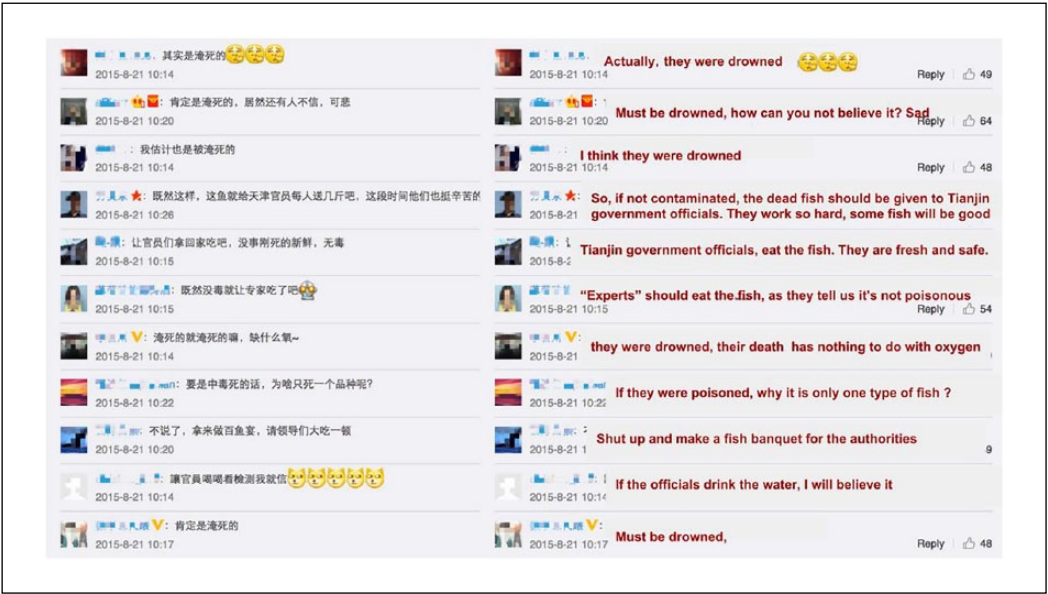 其实是淹死的
2015-8-21 10:14
: 肯定是淹死的，居然还有人不信，可悲
2015-8-21 10:20
: 我估计也是被淹死的
2015-8-21 10:14
: 既然这样，这鱼就给天津官员每人送几斤吧，这段时间他们也挺辛苦的
2015-8-21 10:26
: 让官员们拿回家吃吧，没事刚死的新鲜，无毒
2015-8-21 10:15
: 既然没毒就让专家吃了吧
2015-8-21 10:15
V: 淹死的就淹死的嘛，缺什么氧~
2015-8-21 10:14
: 要是中毒死的话，为啥只死一个品种呢?
2015-8-21 10:22
: 不说了，拿来做百鱼宴，请领导们大吃一顿
2015-8-21 10:20
: 讓官員喝喝看檢測我就信
2015-8-21 10:14
V: 肯定是淹死的
2015-8-21 10:17
Actually, they were drowned
2015-8-21 10:14 Reply 49
Must be drowned, how can you not believe it? Sad
2015-8-21 10:20 Reply 64
I think they were drowned
2015-8-21 10:14 Reply 48
So, if not contaminated, the dead fish should be given to Tianjin
2015-8-21 government officials. They work so hard, some fish will be good
Tianjin government officials, eat the fish. They are fresh and safe.
2015-8-2
“Experts” should eat the fish, as they tell us it's not poisonous
2015-8-21 10:15 Reply 54
V:
they were drowned, their death has nothing to do with oxygen
2015-8-21
If they were poisoned, why it is only one type of fish ?
2015-8-21 10:22
Shut up and make a fish banquet for the authorities
2015-8-21 1 9
If the officials drink the water, I will believe it
2015-8-21 10:14
V:
Must be drowned,
2015-8-21 10:17 Reply 48